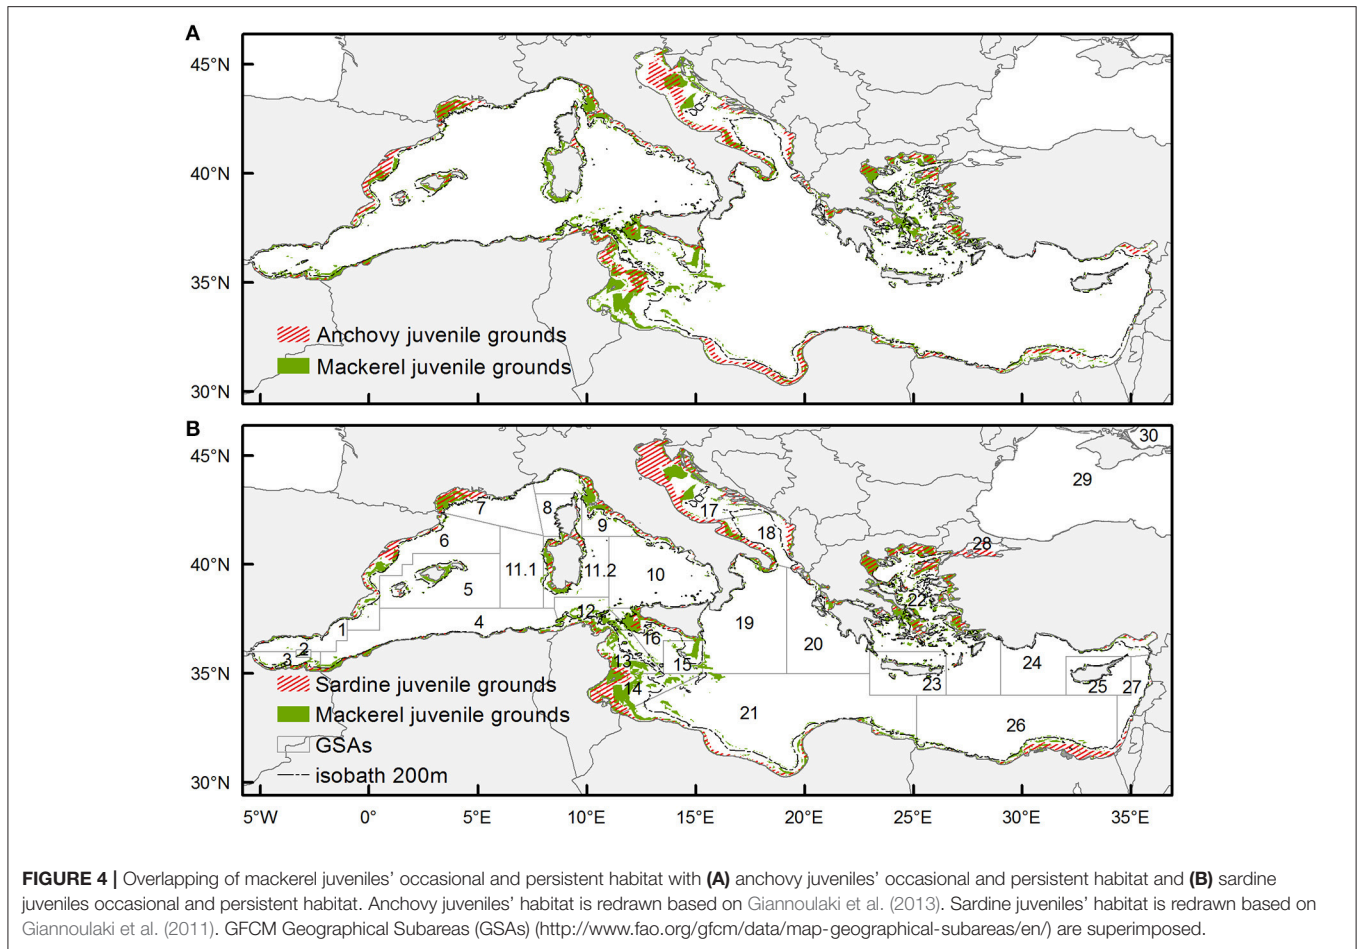 A
45°N
40°N
35°N
30°N
Anchovy juvenile grounds
Mackerel juvenile grounds
B
45°N
40°N
35°N
30°N
30
29
28
7
8
9
17
18
6
5
11.1
11.2
10
12
22
1
2
3
4
16
19
20
13
15
14
23
24
25
27
21
26
Sardine juvenile grounds
Mackerel juvenile grounds
GSAs
isobath 200m
5°W 0° 5°E 10°E 15°E 20°E 25°E 30°E 35°E
FIGURE 4 | Overlapping of mackerel juveniles’ occasional and persistent habitat with (A) anchovy juveniles’ occasional and persistent habitat and (B) sardine
juveniles occasional and persistent habitat. Anchovy juveniles’ habitat is redrawn based on Giannoulaki et al. (2013). Sardine juveniles’ habitat is redrawn based on
Giannoulaki et al. (2011). GFCM Geographical Subareas (GSAs) (http://www.fao.org/gfcm/data/map-geographical-subareas/en/) are superimposed.